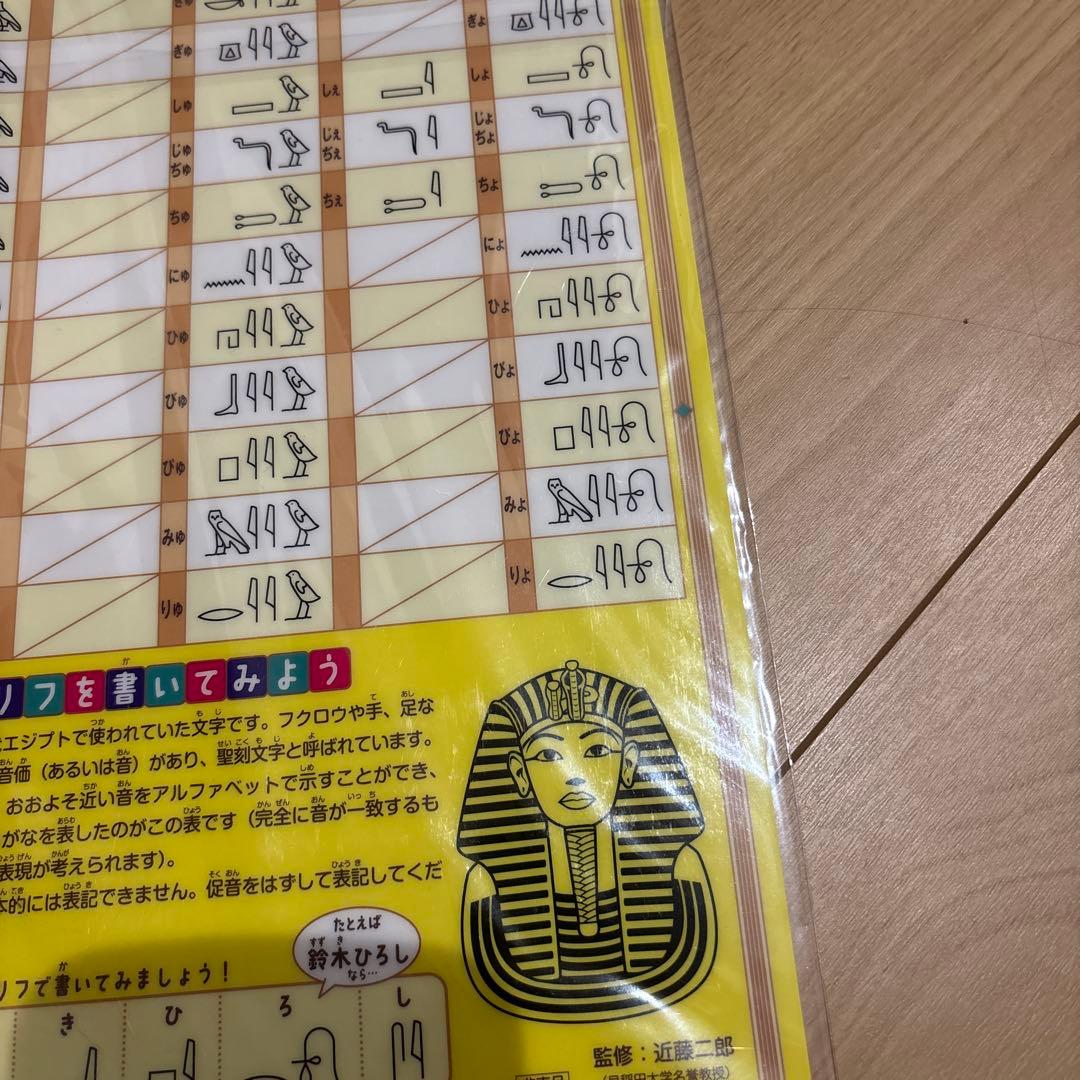 ぎょ
ぎゅ
しゅ しぇ しょ
じゅ じぇ じょ
ぢゅ ぢぇ ぢょ
ちゅ ちぇ ちょ
にゅ にょ
ひゅ ひょ
びゅ びょ
ぴゅ ぴょ
みゅ みょ
りゅ りょ
リフを書いてみよう
エジプトで使われていた文字です。フクロウや手、足な
音価（あるいは音）があり、聖刻文字と呼ばれています。
おおよそ近い音をアルファベットで示すことができ、
がなを表したのがこの表です（完全に音が一致するも
表現が考えられます）。
本的には表記できません。促音をはずして表記してくだ
たとえば
鈴木ひろし
なら…
リフで書いてみましょう！
き ひ ろ し
監修：近藤二郎
（早稲田大学名誉教授）